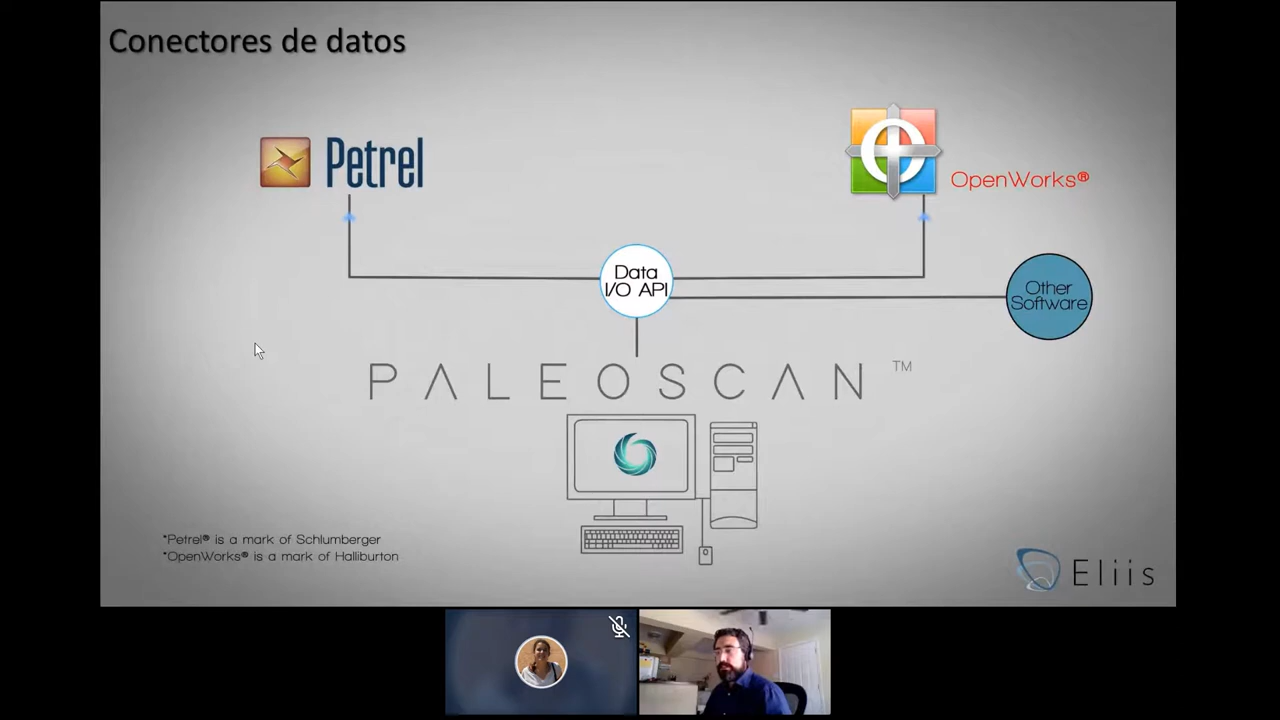 Conectores de datos
Petrel
OpenWorks®
Data
I/O API
Other
Software
PALEOSCAN ™
*Petrel® is a mark of Schlumberger
*OpenWorks® is a mark of Halliburton
Eliis